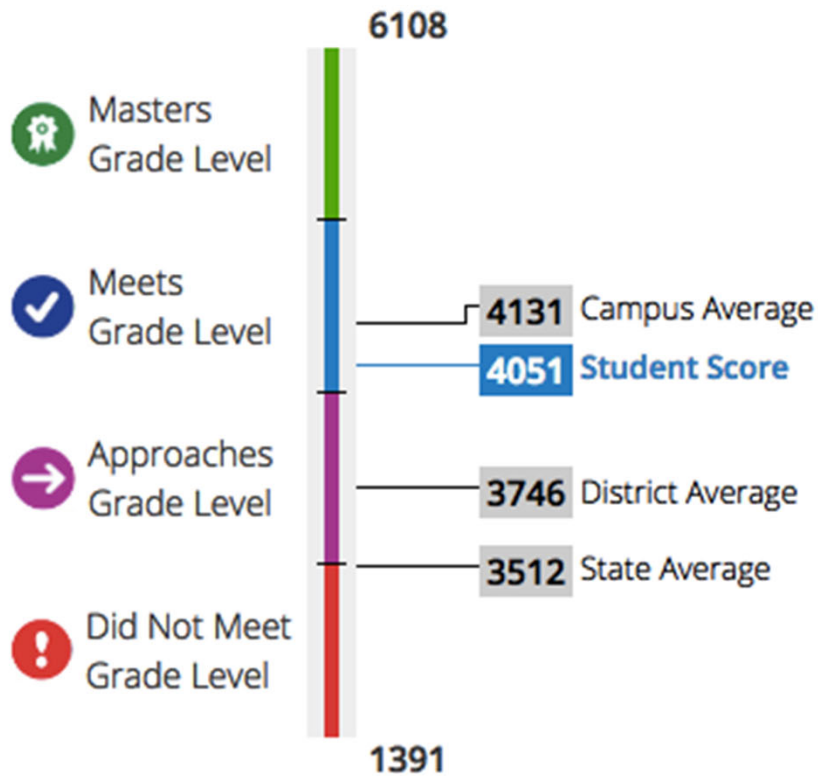 6108
Masters
Grade Level
Meets
Grade Level
4131 Campus Average
4051 Student Score
Approaches
Grade Level
3746 District Average
3512 State Average
Did Not Meet
Grade Level
1391